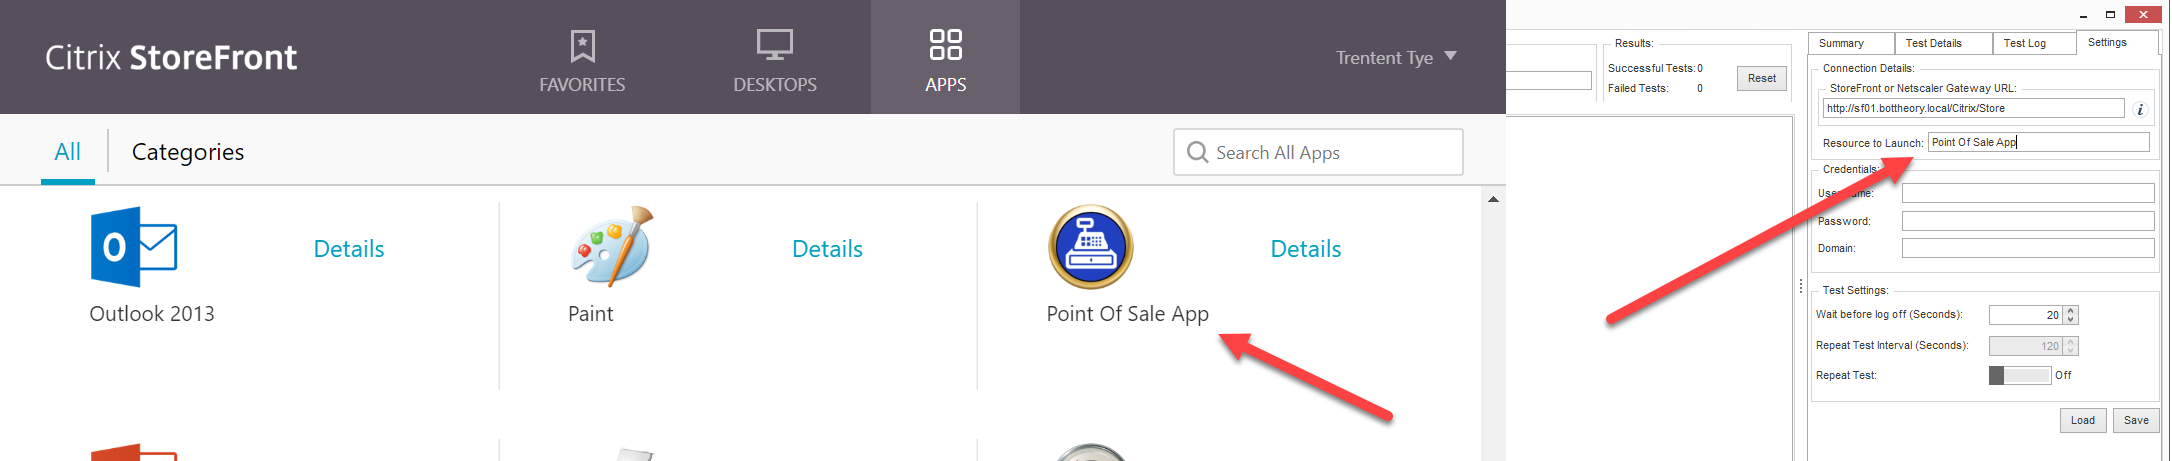 Citrix StoreFront
FAVORITES
DESKTOPS
APPS
Trentent Tye
All
Categories
Search All Apps
Details
Details
Details
Outlook 2013
Paint
Point Of Sale App
Results:
Successful Tests: 0
Failed Tests: 0
Reset
Summary
Test Details
Test Log
Settings
Connection Details:
StoreFront or Netscaler Gateway URL:
http://sf01.bottheory.local/Citrix/Store
Resource to Launch: Point Of Sale App
Credentials:
Password:
Domain:
Test Settings:
Wait before log off (Seconds): 20
Repeat Test Interval (Seconds): 120
Repeat Test: Off
Load
Save